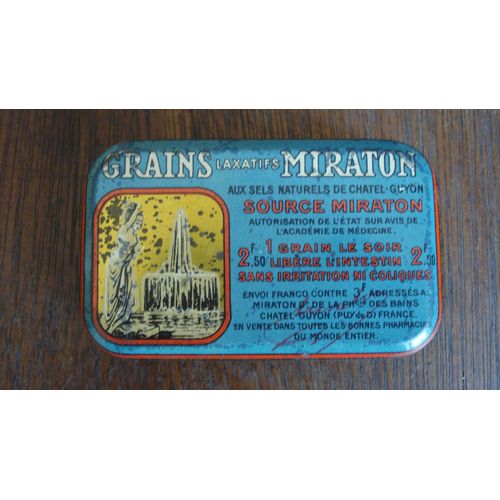 GRAINS LAXATIFS MIRATON
AUX SELS NATURELS DE CHATEL-GUYON
SOURCE MIRATON
AUTORISATION DE L'ÉTAT SUR AVIS DE
L'ACADÉMIE DE MÉDECINE.
2F.50 1 GRAIN LE SOIR 2F.50
LIBÈRE L'INTESTIN
SANS IRRITATION NI COLIQUES
ENVOI FRANCO CONTRE 3F ADRESSÉS A:
MIRATON DR DE LA PHIE DES BAINS
CHATEL-GUYON (PUY de D) FRANCE.
EN VENTE DANS TOUTES LES BONNES PHARMACIES
DU MONDE ENTIER.